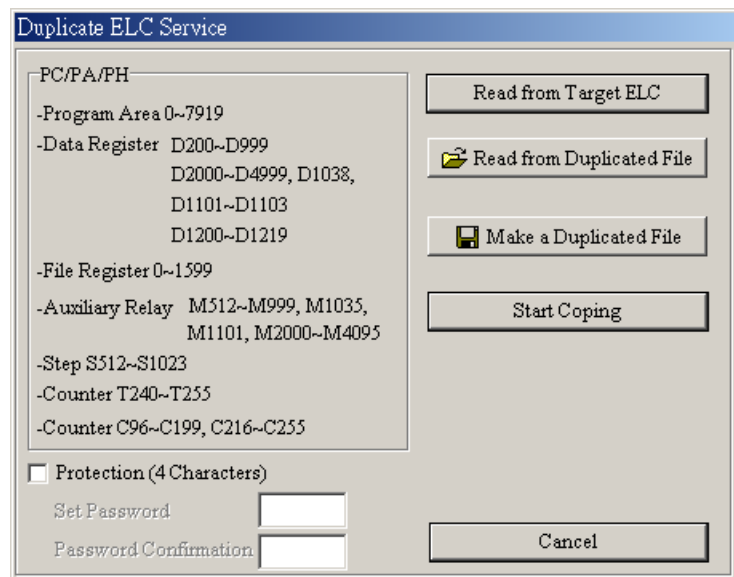 Duplicate ELC Service
PC/PA/PH
-Program Area 0~7919
-Data Register D200~D999
D2000~D4999, D1038,
D1101~D1103
D1200~D1219
-File Register 0~1599
-Auxiliary Relay M512~M999, M1035,
M1101, M2000~M4095
-Step S512~S1023
-Counter T240~T255
-Counter C96~C199, C216~C255
Protection (4 Characters)
Set Password
Password Confirmation
Read from Target ELC
Read from Duplicated File
Make a Duplicated File
Start Coping
Cancel